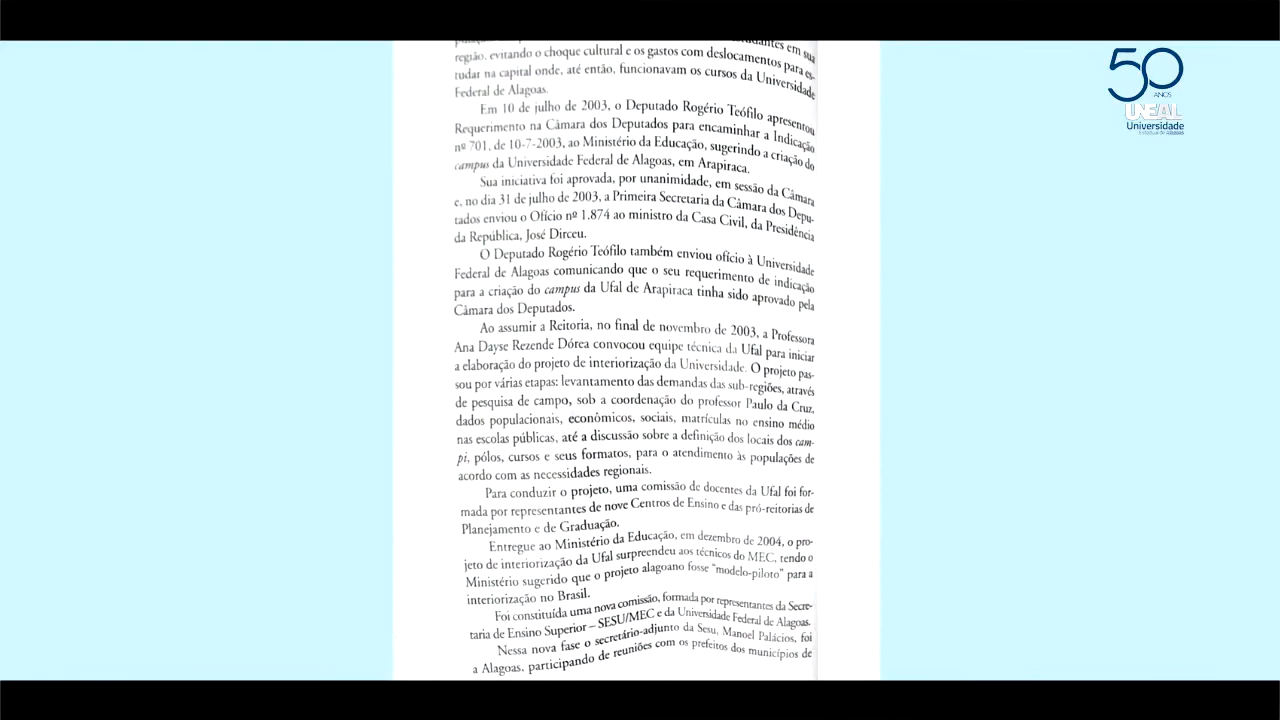 região, evitando o choque cultural e os gastos com deslocamentos para es-
tudar na capital onde, até então, funcionavam os cursos da Universidade
Federal de Alagoas.
Em 10 de julho de 2003, o Deputado Rogério Teófilo apresentou
Requerimento na Câmara dos Deputados para encaminhar a Indicação
nº 701, de 10-7-2003, ao Ministério da Educação, sugerindo a criação do
campus da Universidade Federal de Alagoas, em Arapiraca.
Sua iniciativa foi aprovada, por unanimidade, em sessão da Câmara
e, no dia 31 de julho de 2003, a Primeira Secretaria da Câmara dos Depu-
tados enviou o Ofício nº 1.874 ao ministro da Casa Civil, da Presidência
da República, José Dirceu.
O Deputado Rogério Teófilo também enviou ofício à Universidade
Federal de Alagoas comunicando que o seu requerimento de indicação
para a criação do campus da Ufal de Arapiraca tinha sido aprovado pela
Câmara dos Deputados.
Ao assumir a Reitoria, no final de novembro de 2003, a Professora
Ana Dayse Rezende Dórea convocou equipe técnica da Ufal para iniciar
a elaboração do projeto de interiorização da Universidade. O projeto pas-
sou por várias etapas: levantamento das demandas das sub-regiões, através
de pesquisa de campo, sob a coordenação do professor Paulo da Cruz,
dados populacionais, econômicos, sociais, matrículas no ensino médio
nas escolas públicas, até a discussão sobre a definição dos locais dos cam-
pi, pólos, cursos e seus formatos, para o atendimento às populações de
acordo com as necessidades regionais.
Para conduzir o projeto, uma comissão de docentes da Ufal foi for-
mada por representantes de nove Centros de Ensino e das pró-reitorias de
Planejamento e de Graduação.
Entregue ao Ministério da Educação, em dezembro de 2004, o pro-
jeto de interiorização da Ufal surpreendeu aos técnicos do MEC, tendo o
Ministério sugerido que o projeto alagoano fosse "modelo-piloto" para a
interiorização no Brasil.
Foi constituída uma nova comissão, formada por representantes da Secre-
taria de Ensino Superior – SESU/MEC e da Universidade Federal de Alagoas.
Nessa nova fase o secretário-adjunto da Sesu, Manoel Palácios, foi
a Alagoas, participando de reuniões com os prefeitos dos municípios de
50
ANOS
UNEAL
Universidade
Estadual de Alagoas